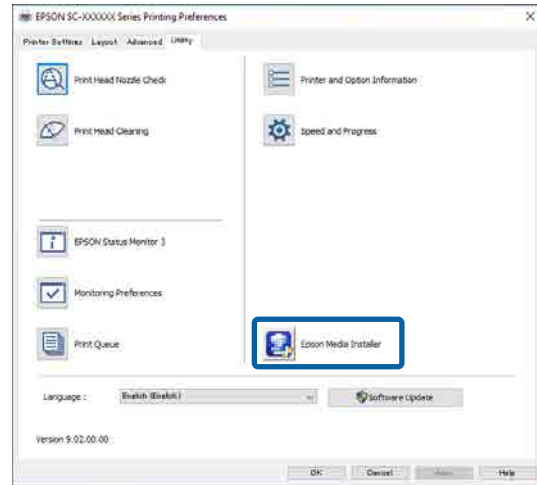 EPSON SC-XXXXXX Series Printing Preferences
Printer Settings Layout Advanced Utility
Print Head Nozzle Check
Printer and Option Information
Print Head Cleaning
Speed and Progress
EPSON Status Monitor 3
Monitoring Preferences
Print Queue
Epson Media Installer
Language : English (English) Software Update
Version 9.02.00.00
OK Cancel Apply Help